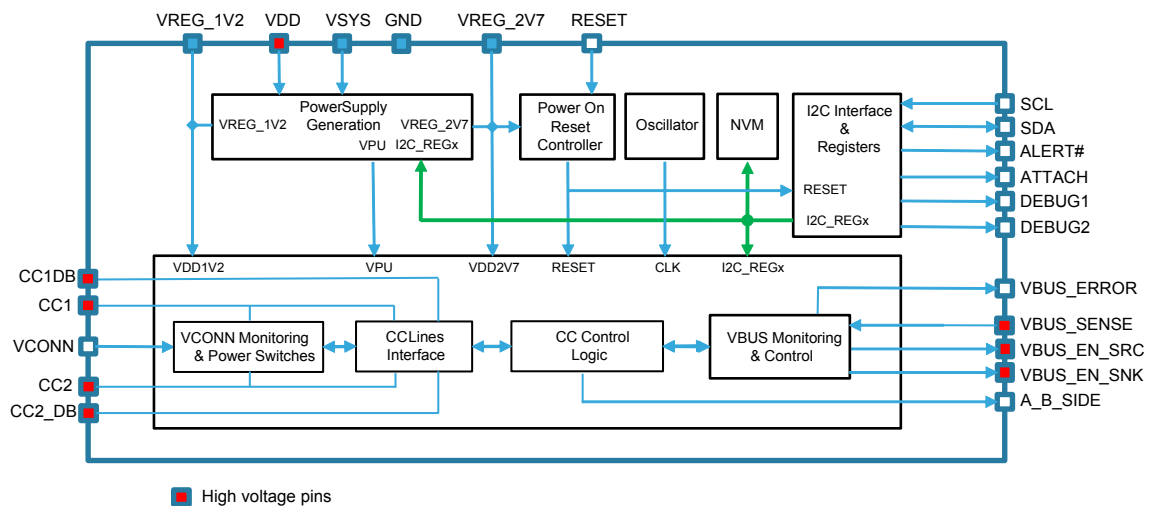 VREG_1V2
VDD
VSYS
GND
VREG_2V7
RESET
PowerSupply
Generation
VREG_1V2
VREG_2V7
VPU
I2C_REGx
Power On
Reset
Controller
Oscillator
NVM
I2C Interface
&
Registers
RESET
I2C_REGx
SCL
SDA
ALERT#
ATTACH
DEBUG1
DEBUG2
VDD1V2
VPU
VDD2V7
RESET
CLK
I2C_REGx
CC1DB
CC1
VCONN
CC2
CC2_DB
VCONN Monitoring
& Power Switches
CCLines
Interface
CC Control
Logic
VBUS Monitoring
& Control
VBUS_ERROR
VBUS_SENSE
VBUS_EN_SRC
VBUS_EN_SNK
A_B_SIDE
High voltage pins